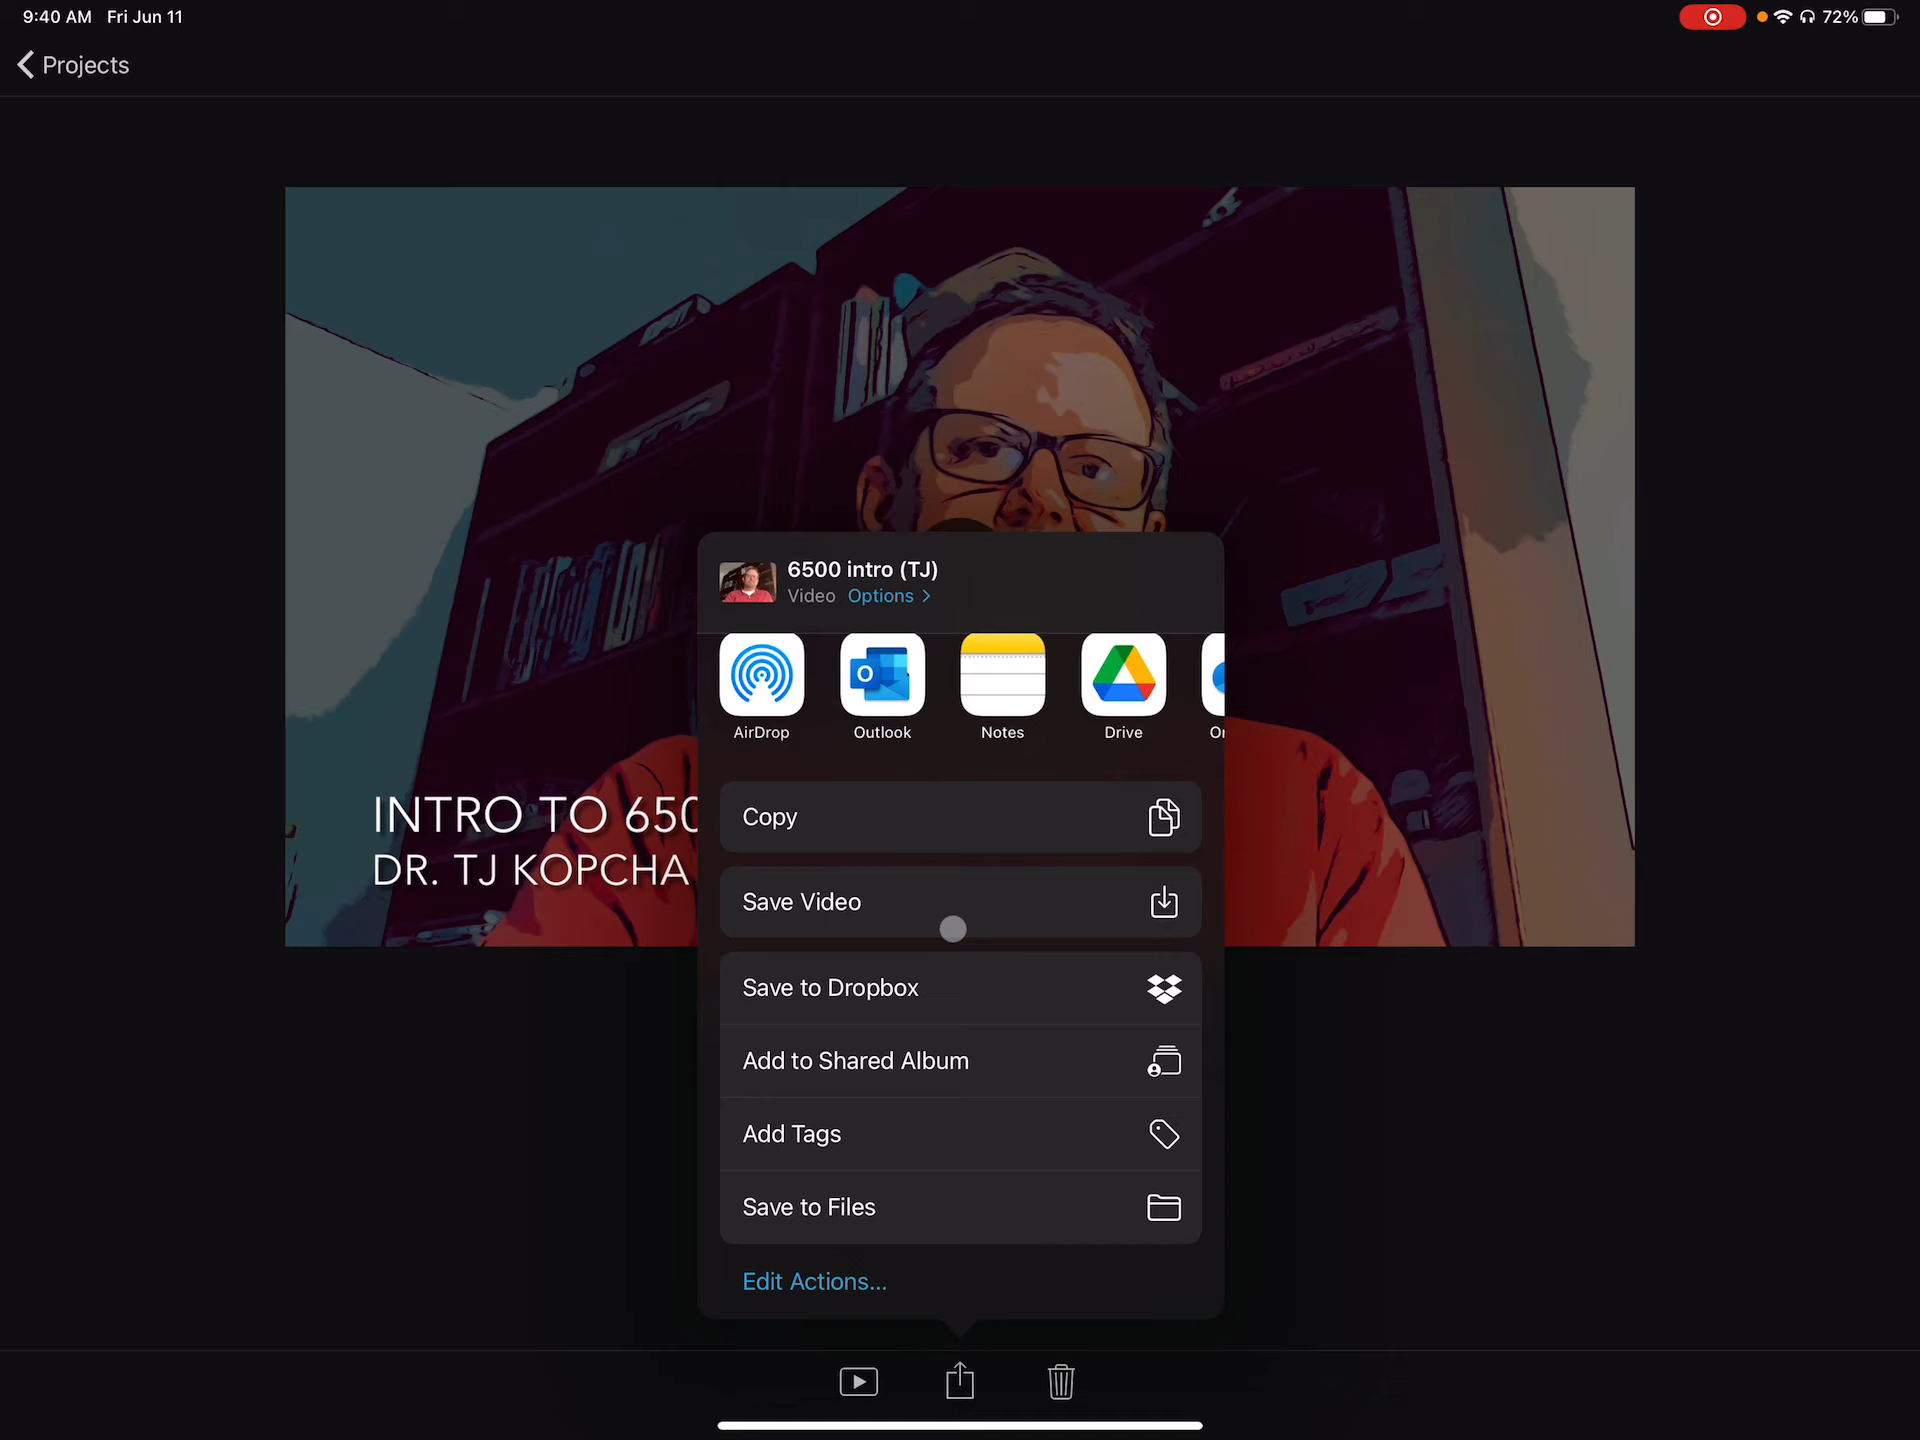 9:40 AM Fri Jun 11
72%
Projects
6500 intro (TJ)
Video Options
AirDrop
Outlook
Notes
Drive
Copy
INTRO TO 650
DR. TJ KOPCHA
Save Video
Save to Dropbox
Add to Shared Album
Add Tags
Save to Files
Edit Actions...